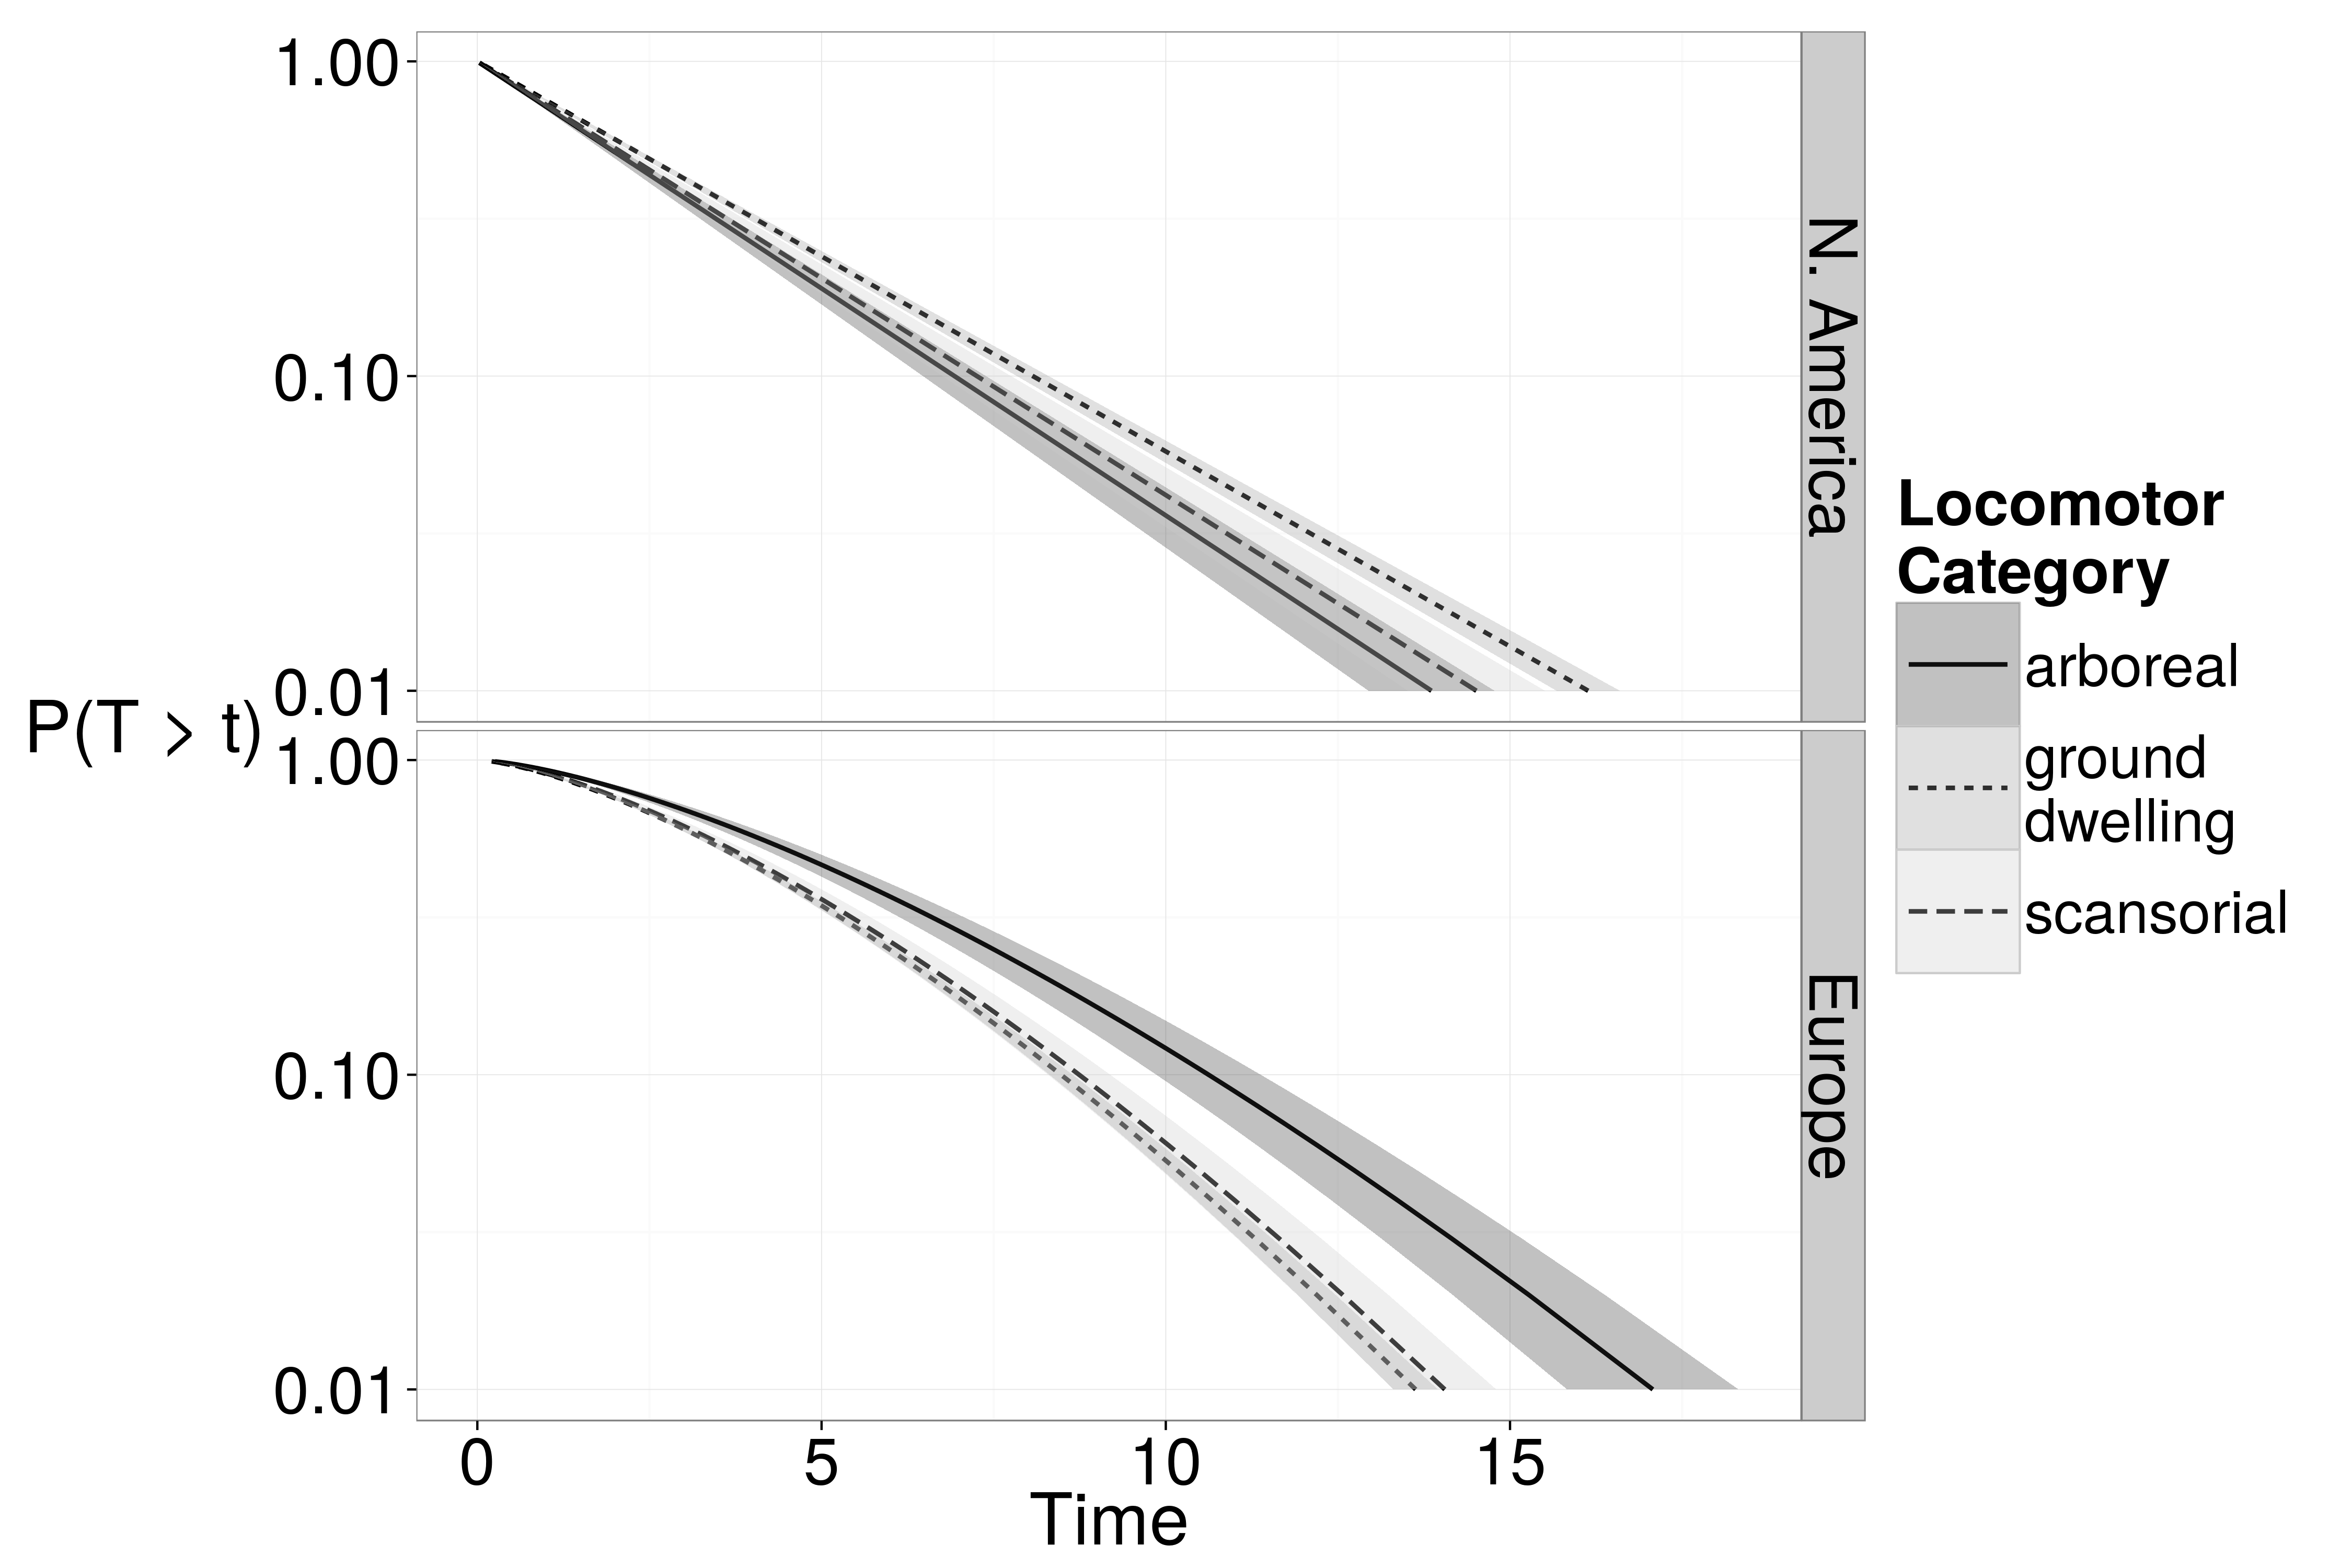 P(T > t)
1.00
0.10
0.01
N. America
1.00
0.10
0.01
Europe
0
5
10
15
Time
Locomotor
Category
arboreal
ground
dwelling
scansorial